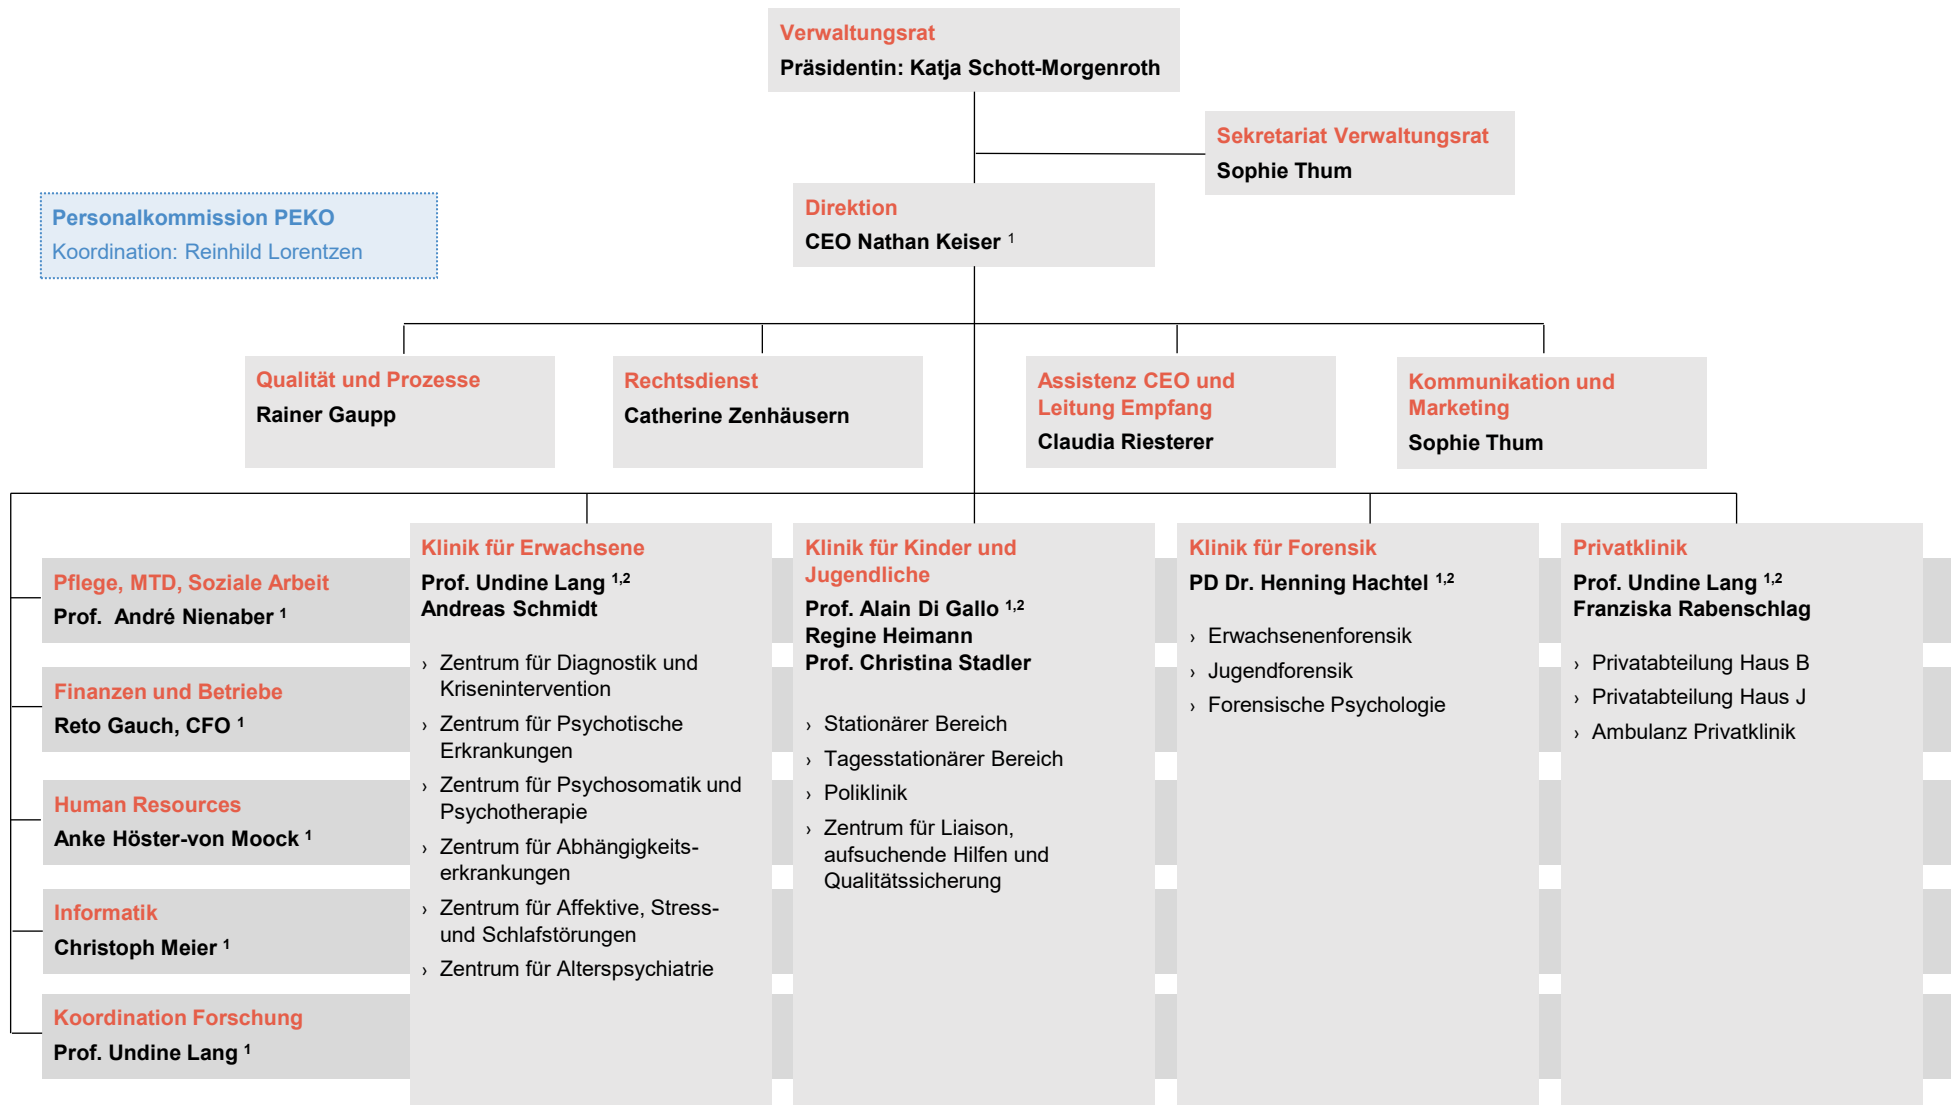 Verwaltungsrat
Präsidentin: Katja Schott-Morgenroth
Sekretariat Verwaltungsrat
Sophie Thum
Personalkommission PEKO
Koordination: Reinhild Lorentzen
Direktion
CEO Nathan Keiser ¹
Qualität und Prozesse
Rainer Gaupp
Rechtsdienst
Catherine Zenhäusern
Assistenz CEO und
Leitung Empfang
Claudia Riesterer
Kommunikation und
Marketing
Sophie Thum
Pflege, MTD, Soziale Arbeit
Prof. André Nienaber ¹
Finanzen und Betriebe
Reto Gauch, CFO ¹
Human Resources
Anke Höster-von Moock ¹
Informatik
Christoph Meier ¹
Koordination Forschung
Prof. Undine Lang ¹
Klinik für Erwachsene
Prof. Undine Lang ¹,²
Andreas Schmidt
› Zentrum für Diagnostik und
Krisenintervention
› Zentrum für Psychotische
Erkrankungen
› Zentrum für Psychosomatik und
Psychotherapie
› Zentrum für Abhängigkeits-
erkrankungen
› Zentrum für Affektive, Stress-
und Schlafstörungen
› Zentrum für Alterspsychiatrie
Klinik für Kinder und
Jugendliche
Prof. Alain Di Gallo ¹,²
Regine Heimann
Prof. Christina Stadler
› Stationärer Bereich
› Tagesstationärer Bereich
› Poliklinik
› Zentrum für Liaison,
aufsuchende Hilfen und
Qualitätssicherung
Klinik für Forensik
PD Dr. Henning Hachtel ¹,²
› Erwachsenenforensik
› Jugendforensik
› Forensische Psychologie
Privatklinik
Prof. Undine Lang ¹,²
Franziska Rabenschlag
› Privatabteilung Haus B
› Privatabteilung Haus J
› Ambulanz Privatklinik